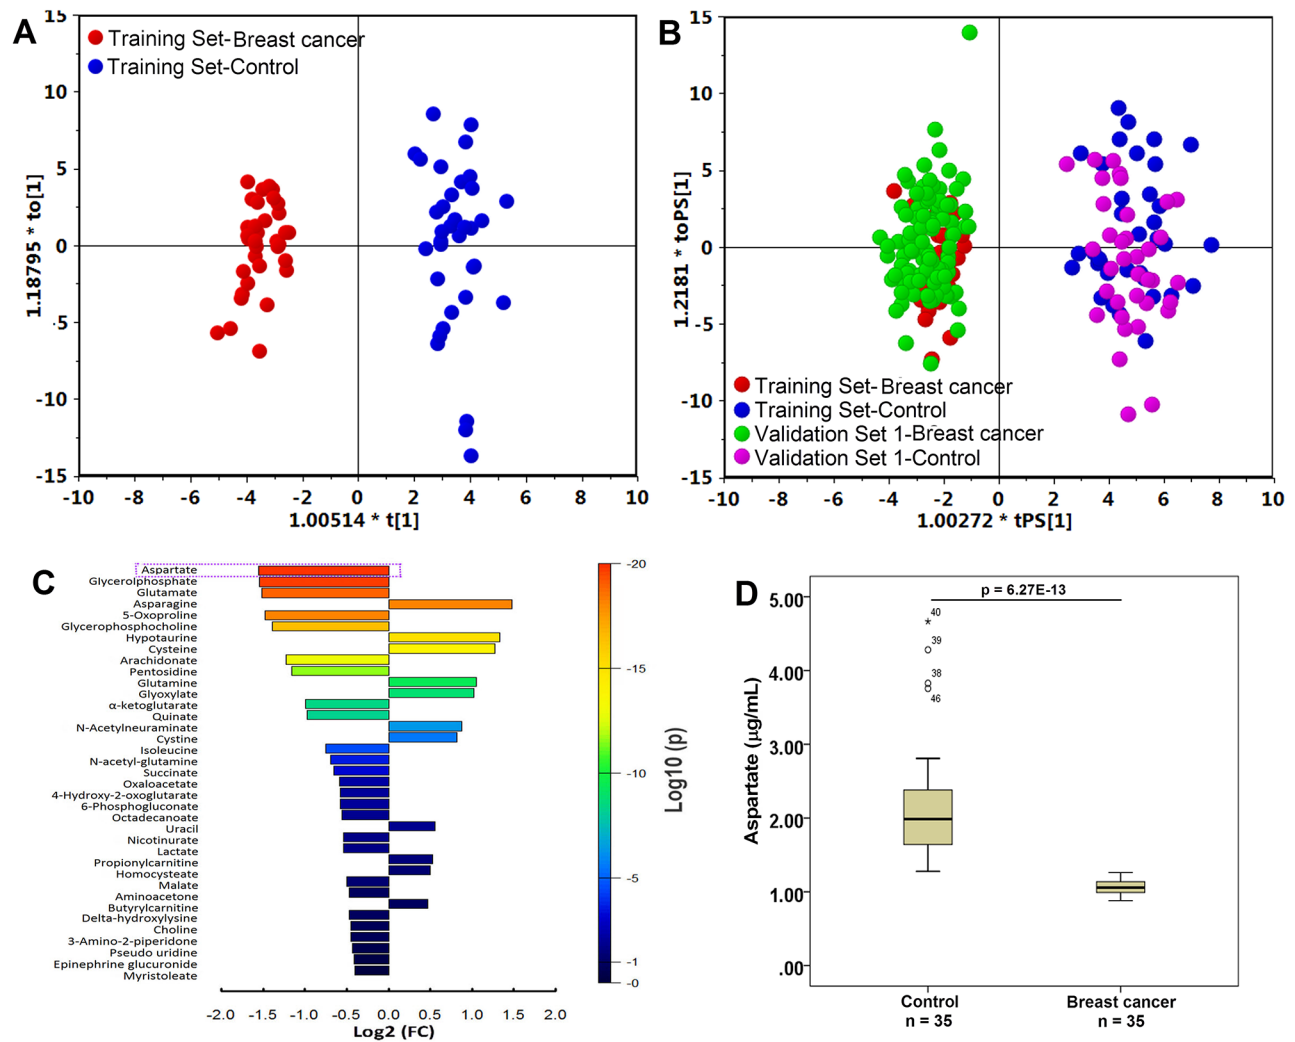 A
Training Set-Breast cancer
Training Set-Control
15
10
5
0
-5
-10
-15
-10 -8 -6 -4 -2 0 2 4 6 8 10
1.18795 * to[1]
1.00514 * t[1]
B
15
10
5
0
-5
-10
-15
-10 -8 -6 -4 -2 0 2 4 6 8 10
1.2181 * toPS[1]
1.00272 * tPS[1]
Training Set-Breast cancer
Training Set-Control
Validation Set 1-Breast cancer
Validation Set 1-Control
C
Aspartate
Glycerolphosphate
Glutamate
Asparagine
5-Oxoproline
Glycerophosphocholine
Hypotaurine
Cysteine
Arachidonate
Pentosidine
Glutamine
Glyoxylate
α-ketoglutarate
Quinate
N-Acetylneuraminate
Cystine
Isoleucine
N-acetyl-glutamine
Succinate
Oxaloacetate
4-Hydroxy-2-oxoglutarate
6-Phosphogluconate
Octadecanoate
Uracil
Nicotinurate
Lactate
Propionylcarnitine
Homocysteate
Malate
Aminoacetone
Butyrylcarnitine
Delta-hydroxylysine
Choline
3-Amino-2-piperidone
Pseudo uridine
Epinephrine glucuronide
Myristoleate
-2.0 -1.5 -1.0 -0.5 0.0 0.5 1.0 1.5 2.0
Log2 (FC)
-20
-15
-10
-5
-1
-0
Log10 (p)
D
p = 6.27E-13
5.00
4.00
3.00
2.00
1.00
.00
Aspartate (µg/mL)
40
*
39
38
46
Control
n = 35
Breast cancer
n = 35